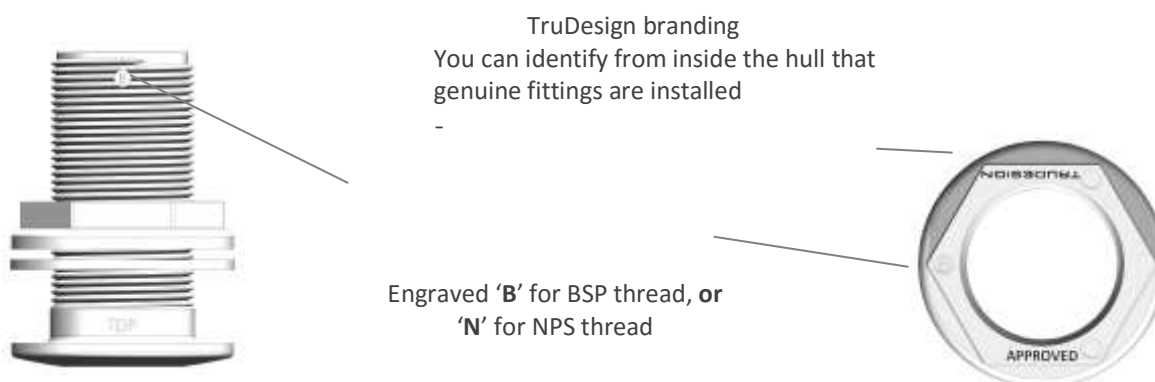 TruDesign branding
You can identify from inside the hull that
genuine fittings are installed
-
B
TRUDESIGN
B
Engraved ‘B’ for BSP thread, or
‘N’ for NPS thread
TDP
APPROVED